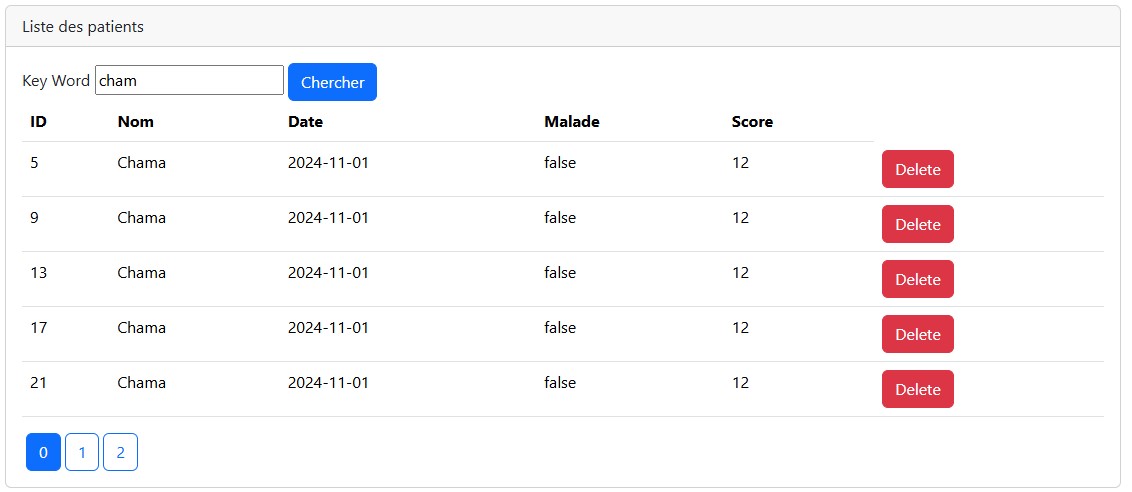 Liste des patients
Key Word cham Chercher
ID Nom Date Malade Score
5 Chama 2024-11-01 false 12 Delete
9 Chama 2024-11-01 false 12 Delete
13 Chama 2024-11-01 false 12 Delete
17 Chama 2024-11-01 false 12 Delete
21 Chama 2024-11-01 false 12 Delete
0 1 2